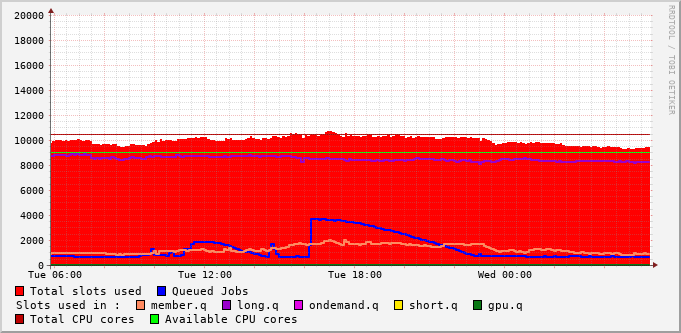 20000
18000
16000
14000
12000
10000
8000
6000
4000
2000
0
Tue 06:00 Tue 12:00 Tue 18:00 Wed 00:00
Total slots used Queued Jobs
Slots used in : member.q long.q ondemand.q short.q gpu.q
Total CPU cores Available CPU cores
RRDTOOL / TOBI OETIKER